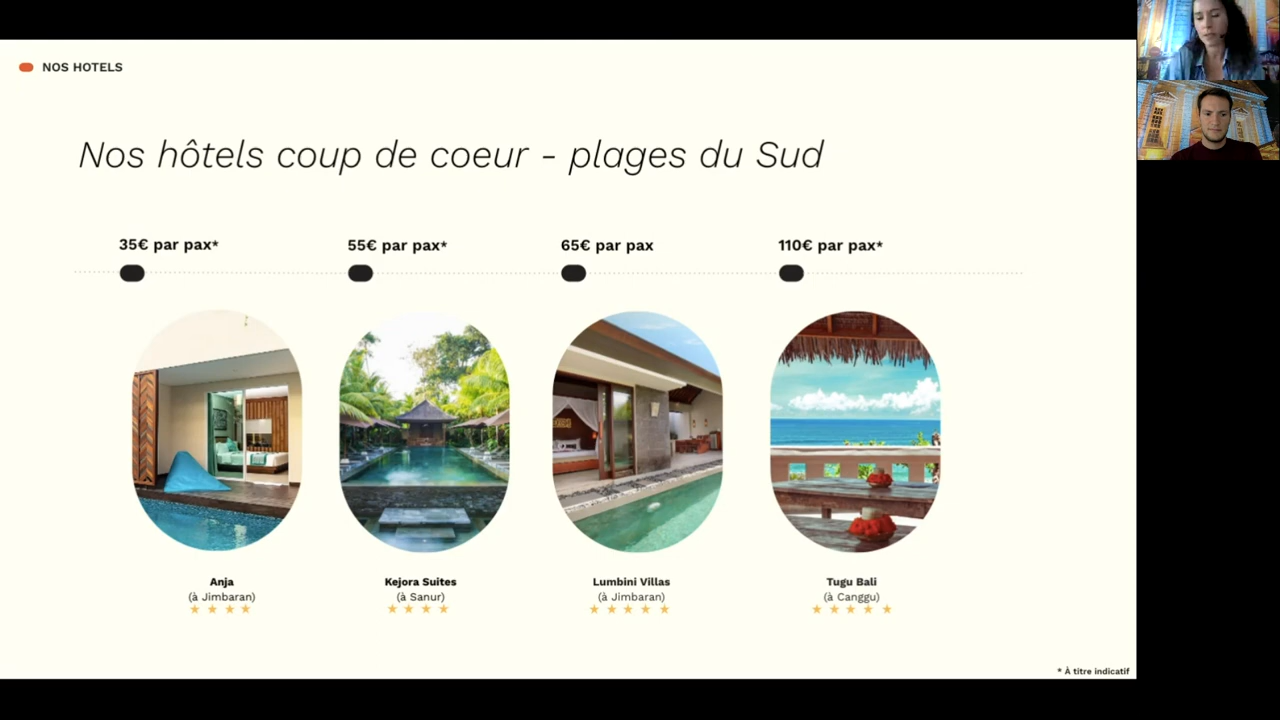 NOS HOTELS
Nos hôtels coup de coeur - plages du Sud
35€ par pax*
55€ par pax*
65€ par pax
110€ par pax*
Anja
(à Jimbaran)
Kejora Suites
(à Sanur)
Lumbini Villas
(à Jimbaran)
Tugu Bali
(à Canggu)
* À titre indicatif